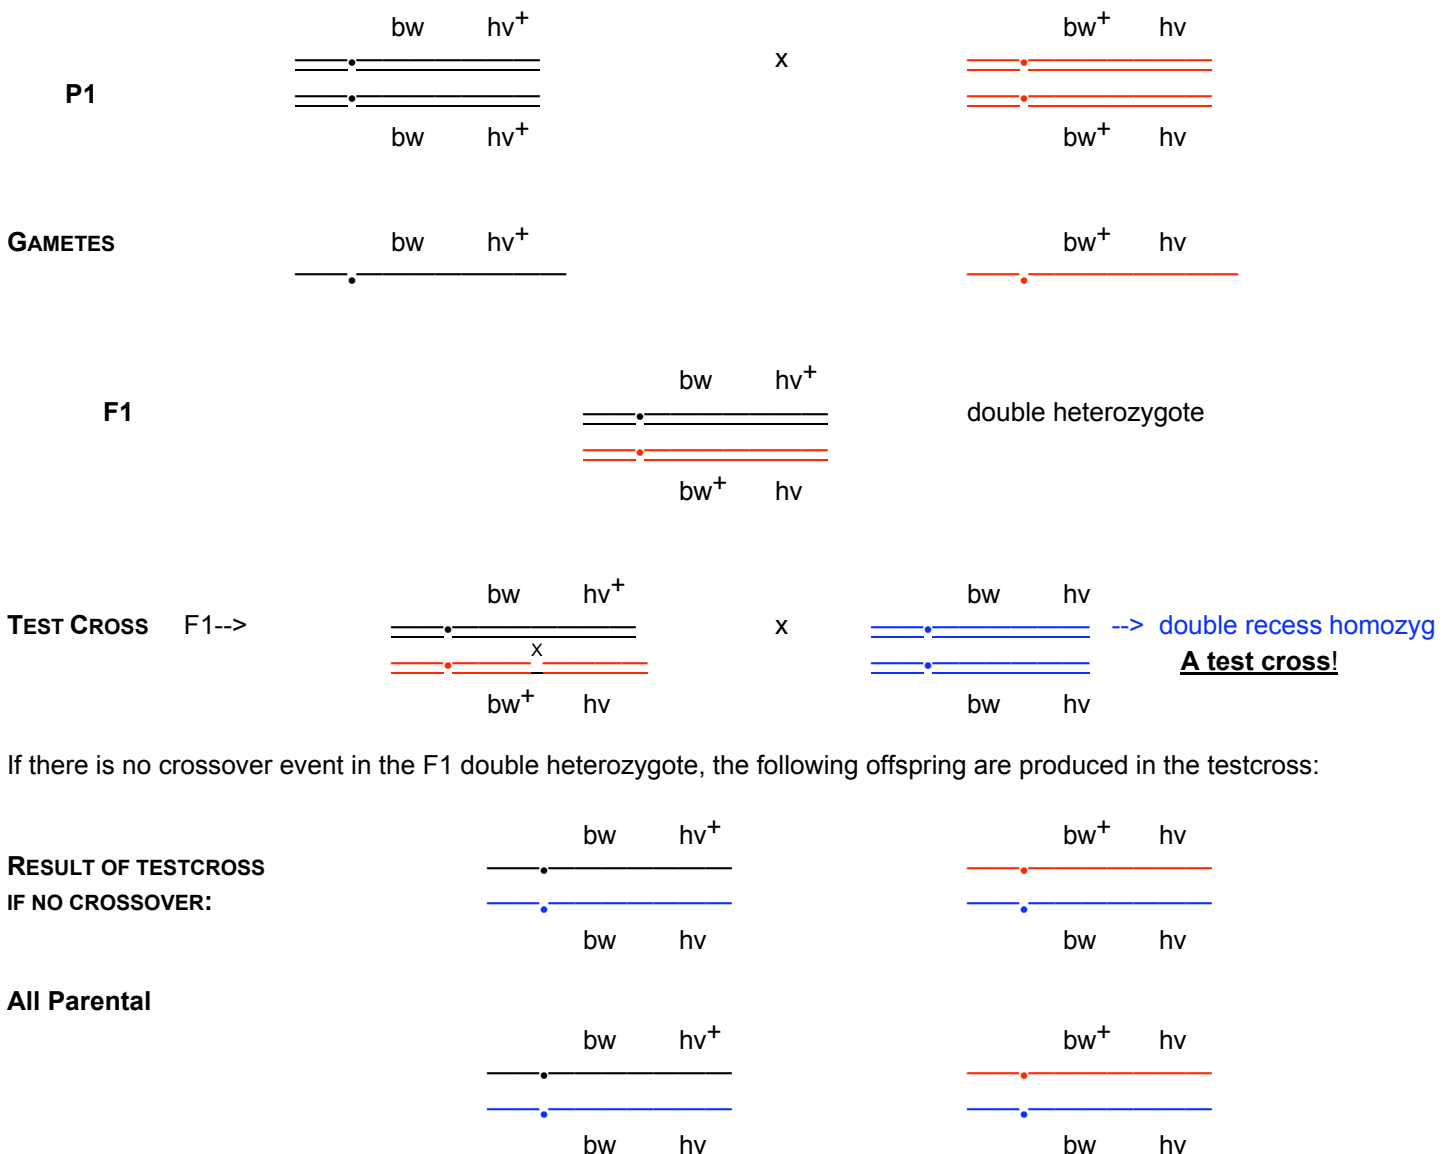 bw hv+ bw+ hv
x
P1
bw hv+ bw+ hv
GAMETES bw hv+ bw+ hv
bw hv+
F1 double heterozygote
bw+ hv
bw hv+ bw hv
TEST CROSS F1--> x --> double recess homozyg
x A test cross!
bw+ hv bw hv
If there is no crossover event in the F1 double heterozygote, the following offspring are produced in the testcross:
bw hv+ bw+ hv
RESULT OF TESTCROSS
IF NO CROSSOVER:
bw hv bw hv
All Parental
bw hv+ bw+ hv
bw hv bw hv